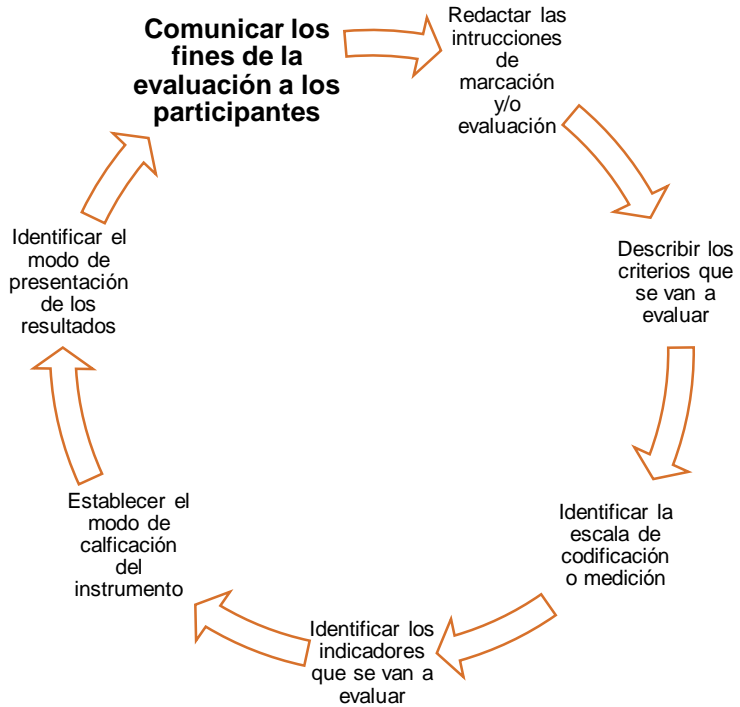 Comunicar los
fines de la
evaluación a los
participantes
Redactar las
intrucciones
de
marcación
y/o
evaluación
Describir los
criterios que
se van a
evaluar
Identificar la
escala de
codificación
o medición
Identificar los
indicadores
que se van a
evaluar
Establecer el
modo de
calficación
del
instrumento
Identificar el
modo de
presentación
de los
resultados